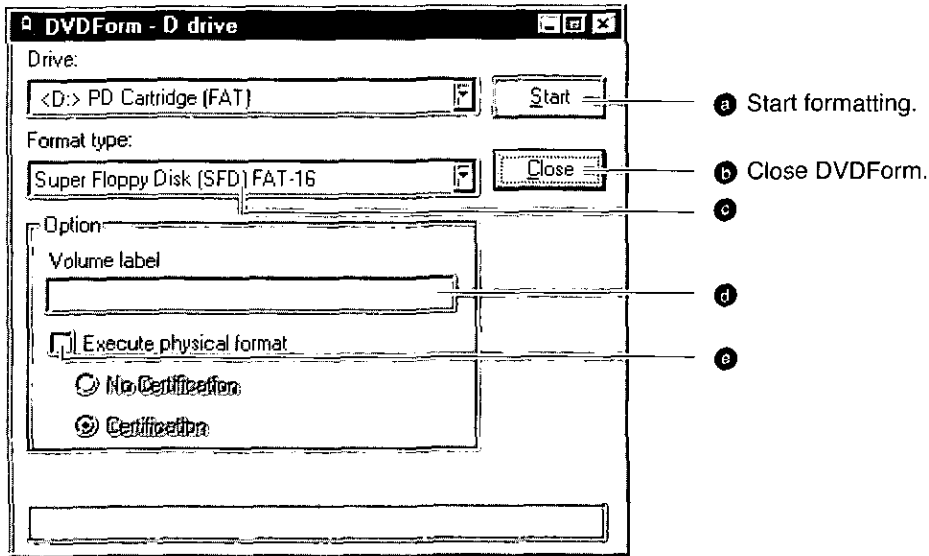 DVDForm - D drive
Drive:
<D:> PD Cartridge (FAT)
Start
a Start formatting.
Format type:
Super Floppy Disk (SFD) FAT-16
Close
b Close DVDForm.
c
Option
Volume label
d
Execute physical format
e
No Certification
Certification